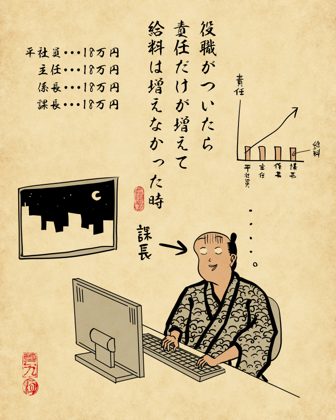 役職がついたら
責任だけが増えて
給料は増えなかった時
平社員・・・18万円
主任・・・18万円
係長・・・18万円
課長・・・18万円
責任
給料
平社員
主任
係長
課長
課長